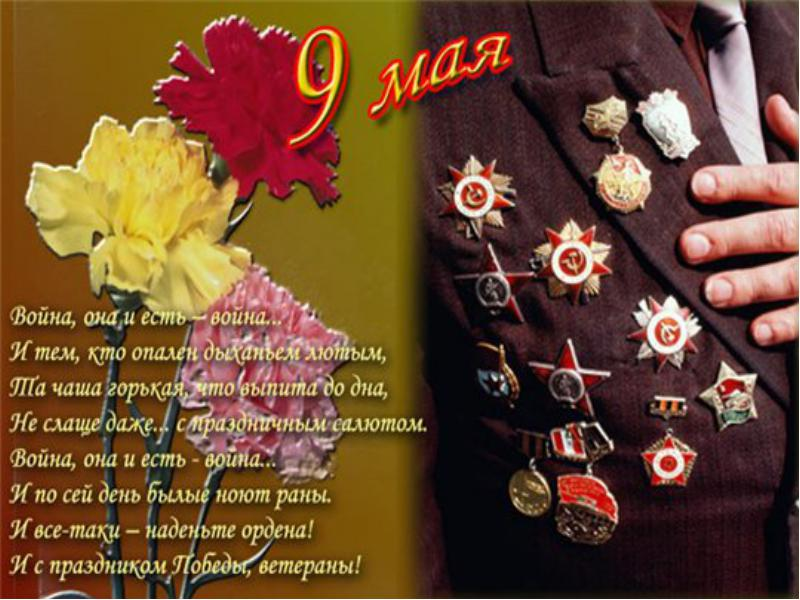 9 мая
Война, она и есть – война...
И тем, кто опален дыханьем лютым,
Та чаша горькая, что выпита до дна,
Не слаще даже... с праздничным салютом.
Война, она и есть - война...
И по сей день былые ноют раны.
И все-таки – наденьте ордена!
И с праздником Победы, ветераны!